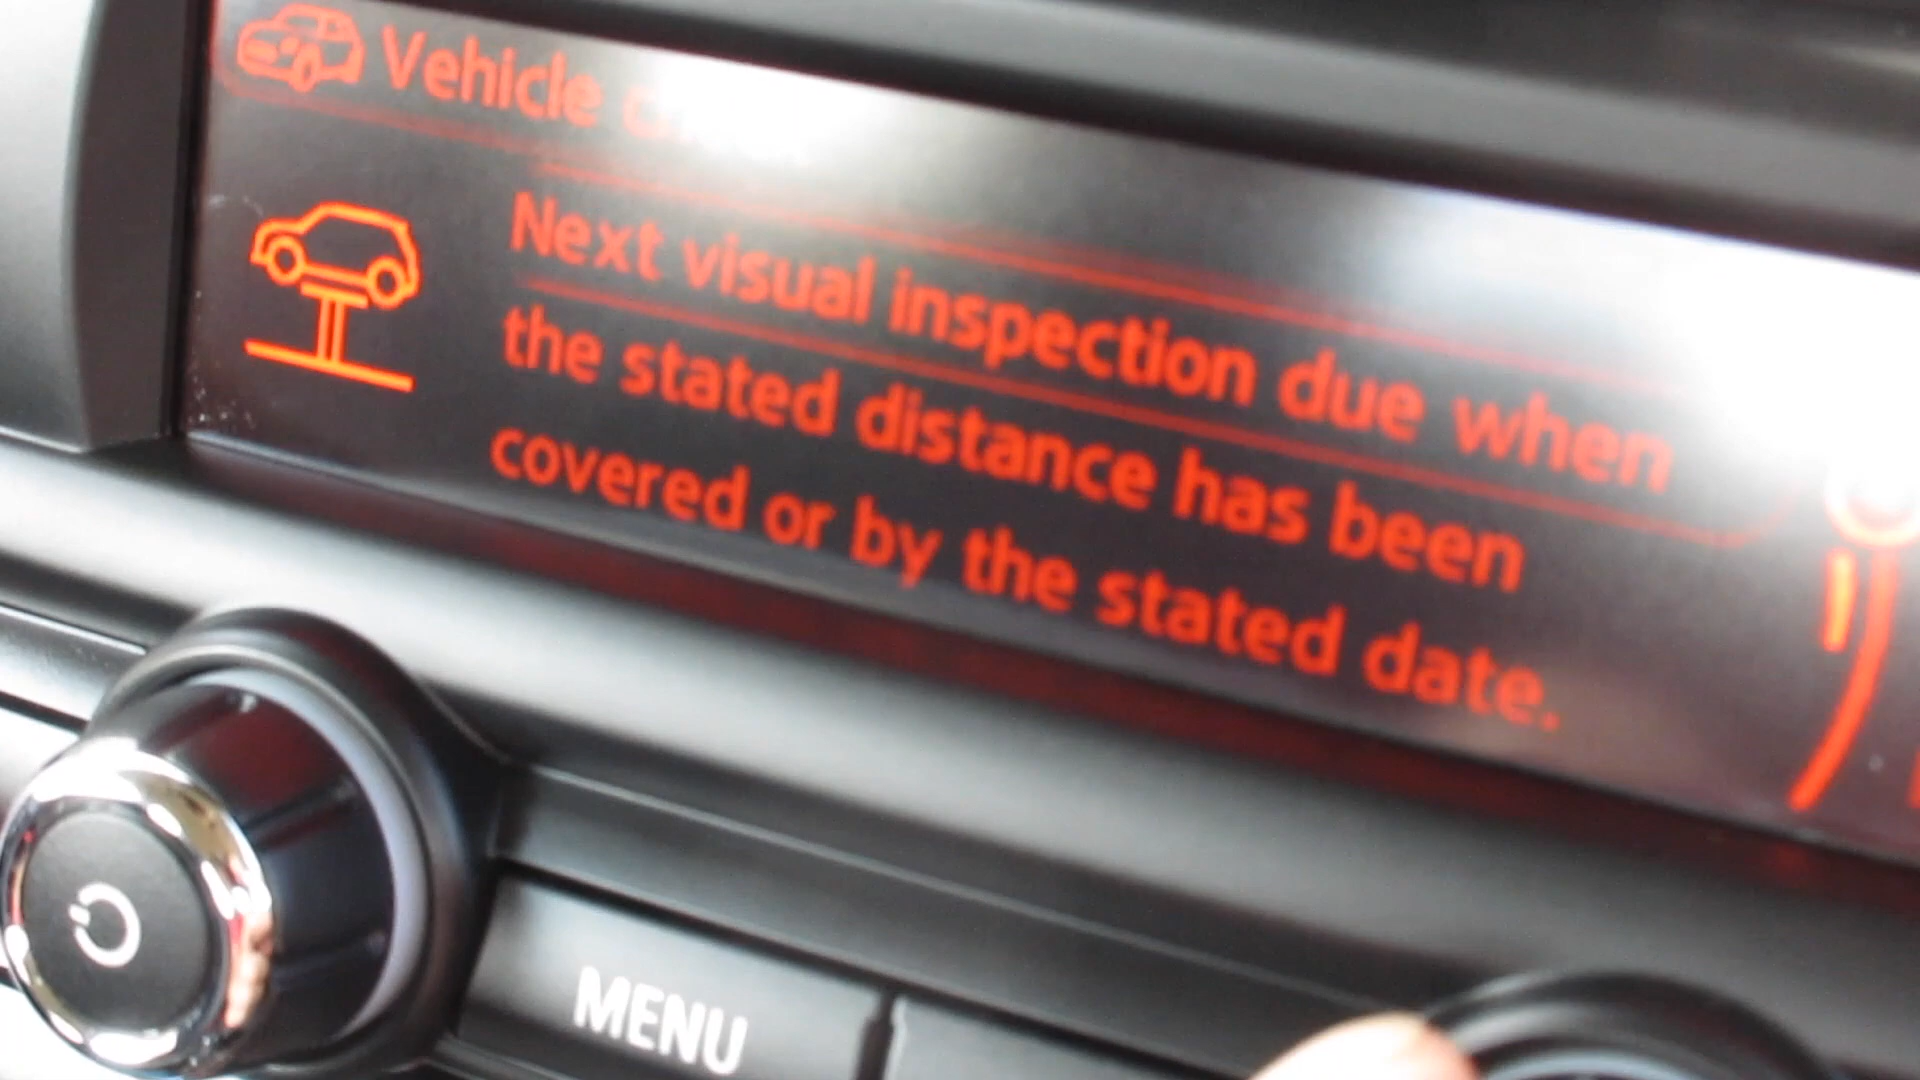 Vehicle
Next visual inspection due when
the stated distance has been
covered or by the stated date.
MENU